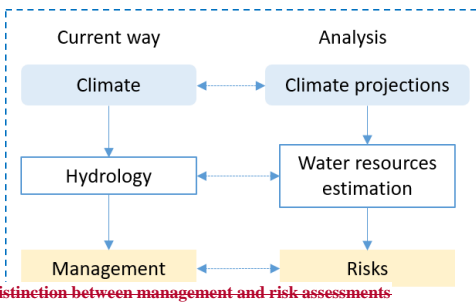 Current way Analysis
Climate Climate projections
Hydrology Water resources
estimation
Management Risks
istinction between management and risk assessments